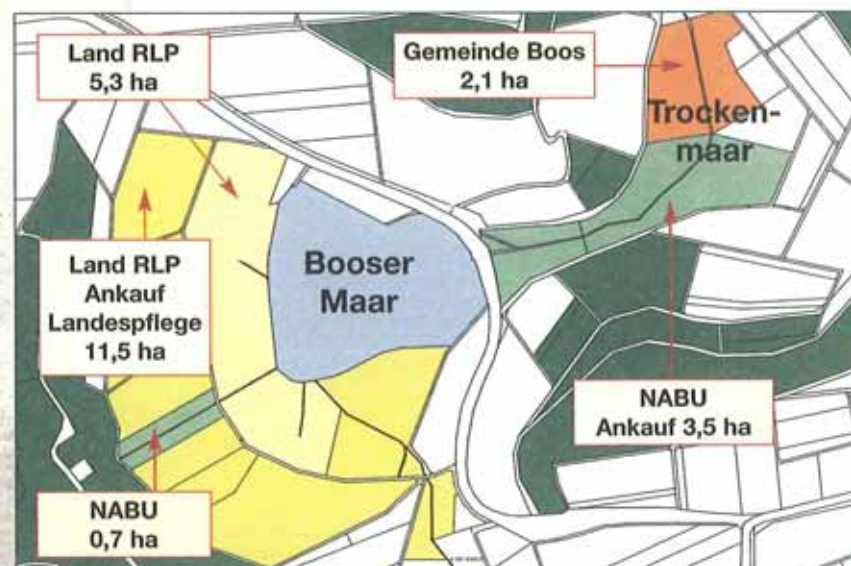 Land RLP
5,3 ha
Gemeinde Boos
2,1 ha
Trocken-
maar
Land RLP
Ankauf
Landespflege
11,5 ha
Booser
Maar
NABU
Ankauf 3,5 ha
NABU
0,7 ha